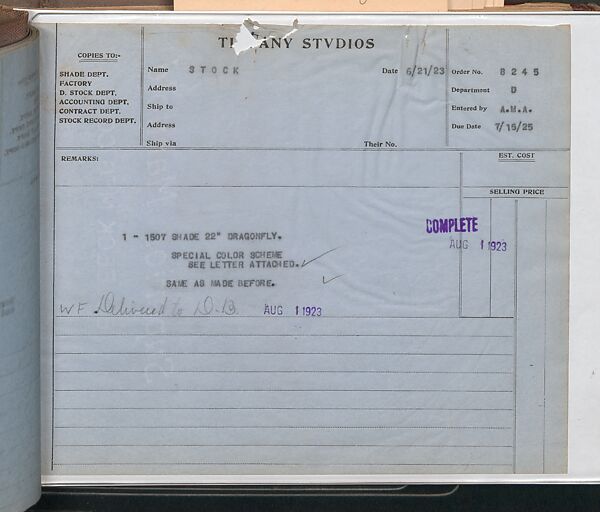 TIFFANY STVDIOS
COPIES TO:-
SHADE DEPT.
FACTORY
D. STOCK DEPT,
ACCOUNTING DEPT,
CONTRACT DEPT.
STOCK RECORD DEPT.
Name STOCK Date 6/21/23
Address
Ship to
Address
Ship via Their No.
Order No. 8245
Department D
Entered by A.M.A.
Due Date 7/15/25
REMARKS:
EST. COST
SELLING PRICE
1 - 1507 SHADE 22" DRAGONFLY.
SPECIAL COLOR SCHEME
SEE LETTER ATTACHED.
SAME AS MADE BEFORE.
COMPLETE
AUG 1 1923
W F Delivered to D.B. AUG 1 1923